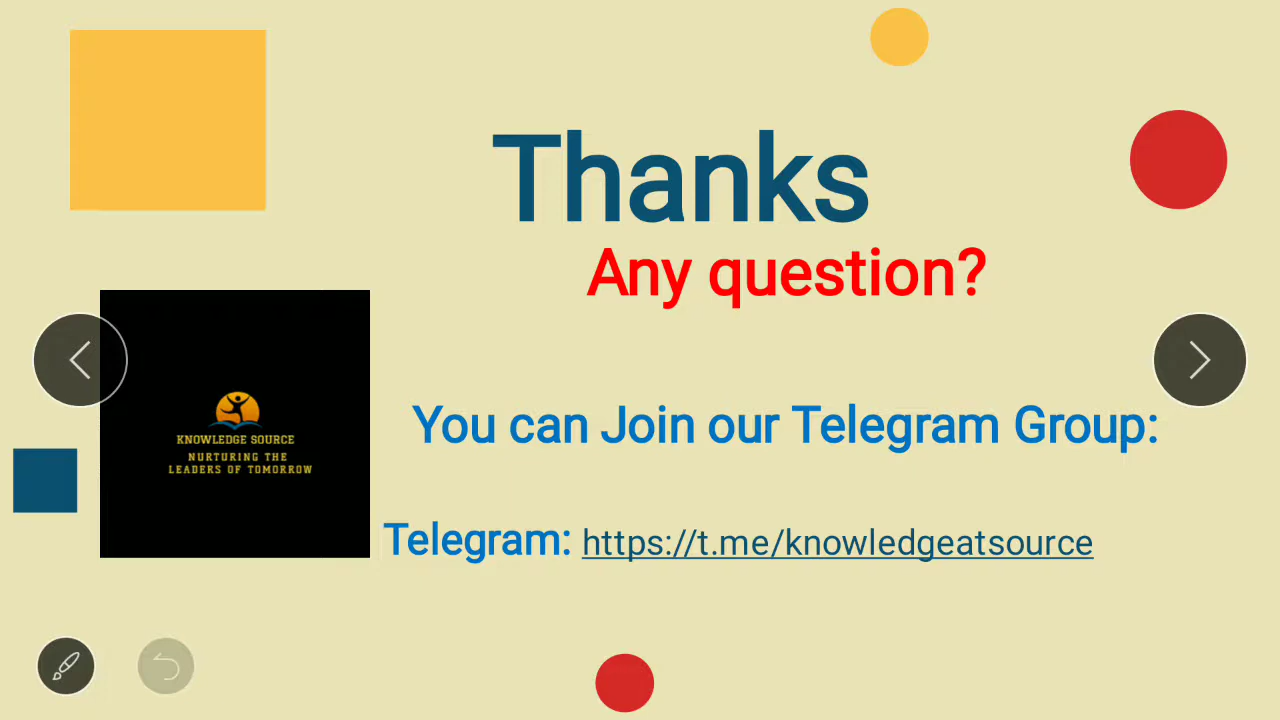 Thanks
Any question?
KNOWLEDGE SOURCE
NURTURING THE
LEADERS OF TOMORROW
You can Join our Telegram Group:
Telegram: https://t.me/knowledgeatsource